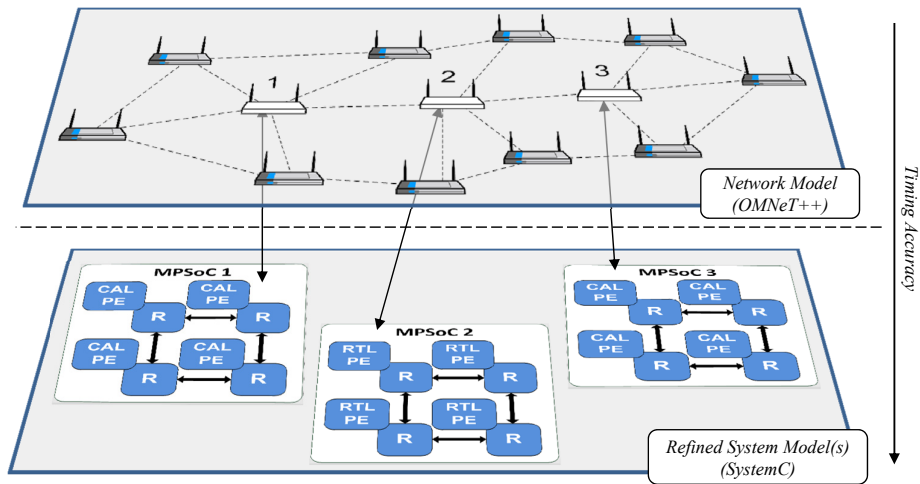 1
2
3
Network Model
(OMNeT++)
Timing Accuracy
MPSoC 1
CAL
PE
CAL
PE
R
R
CAL
PE
CAL
PE
R
R
MPSoC 2
RTL
PE
RTL
PE
R
R
RTL
PE
RTL
PE
R
R
MPSoC 3
CAL
PE
CAL
PE
R
R
CAL
PE
CAL
PE
R
R
Refined System Model(s)
(SystemC)